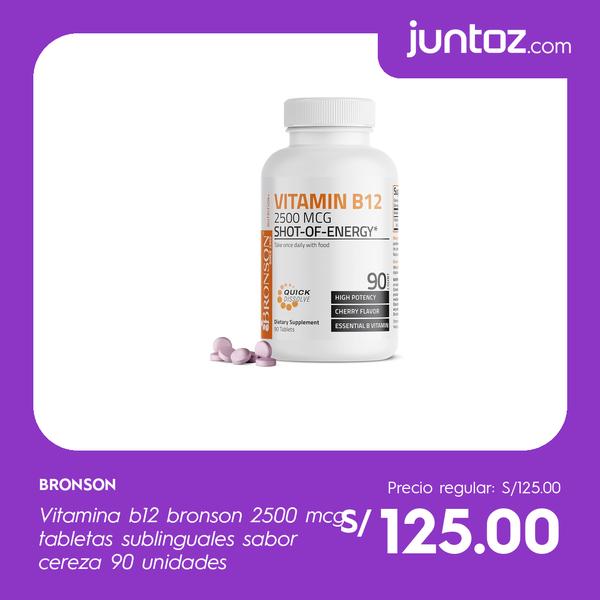 juntoz.com
BRONSON
VITAMIN B12
2500 MCG
SHOT-OF-ENERGY*
Take once daily with food
90
QUICK
DISSOLVE
HIGH POTENCY
CHERRY FLAVOR
ESSENTIAL B VITAMIN
Dietary Supplement
90 Tablets
BRONSON
Precio regular: S/125.00
Vitamina b12 bronson 2500 mcg
tabletas sublinguales sabor
cereza 90 unidades
S/125.00